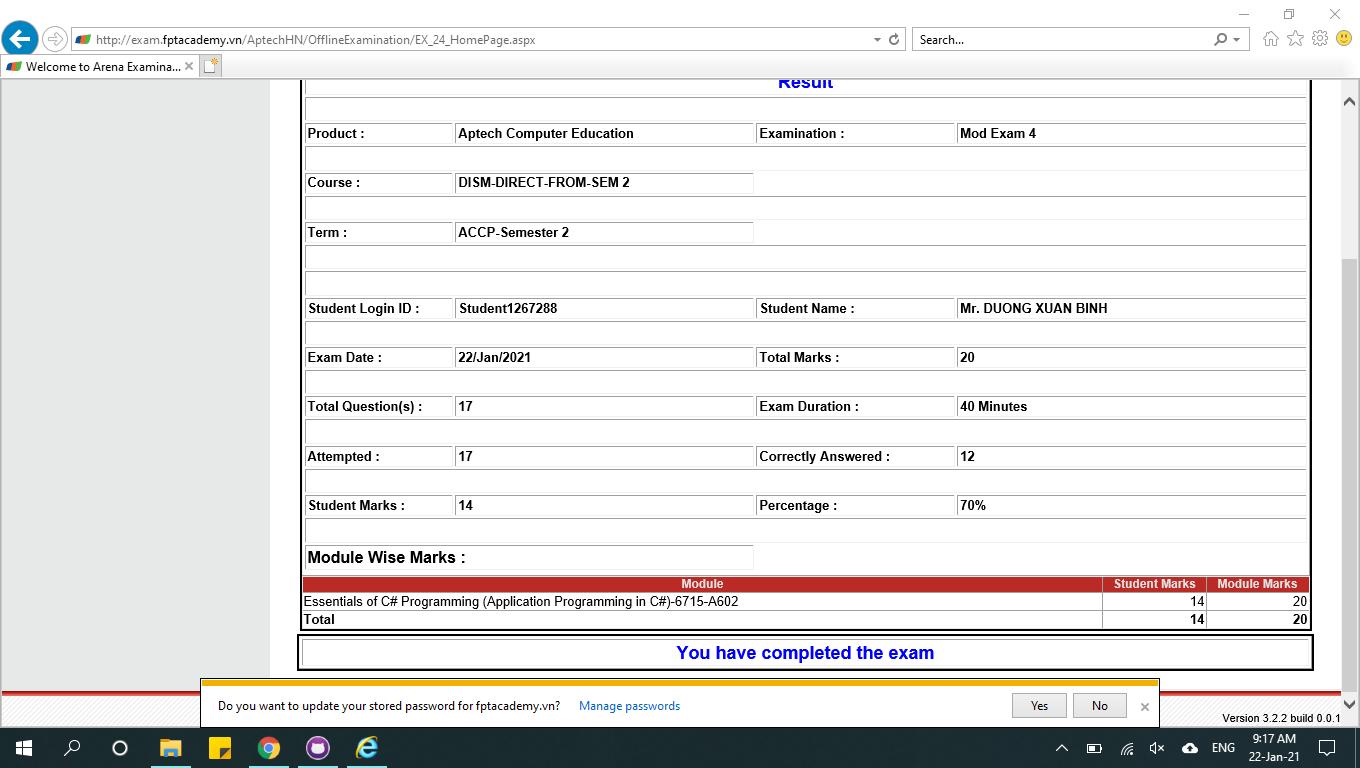 http://exam.fptacademy.vn/AptechHN/OfflineExamination/EX_24_HomePage.aspx
Search...
Welcome to Arena Examina...
Result
Product : Aptech Computer Education Examination : Mod Exam 4
Course : DISM-DIRECT-FROM-SEM 2
Term : ACCP-Semester 2
Student Login ID : Student1267288 Student Name : Mr. DUONG XUAN BINH
Exam Date : 22/Jan/2021 Total Marks : 20
Total Question(s) : 17 Exam Duration : 40 Minutes
Attempted : 17 Correctly Answered : 12
Student Marks : 14 Percentage : 70%
Module Wise Marks :
Module Student Marks Module Marks
Essentials of C# Programming (Application Programming in C#)-6715-A602 14 20
Total 14 20
You have completed the exam
Do you want to update your stored password for fptacademy.vn? Manage passwords Yes No
Version 3.2.2 build 0.0.1
ENG
9:17 AM
22-Jan-21